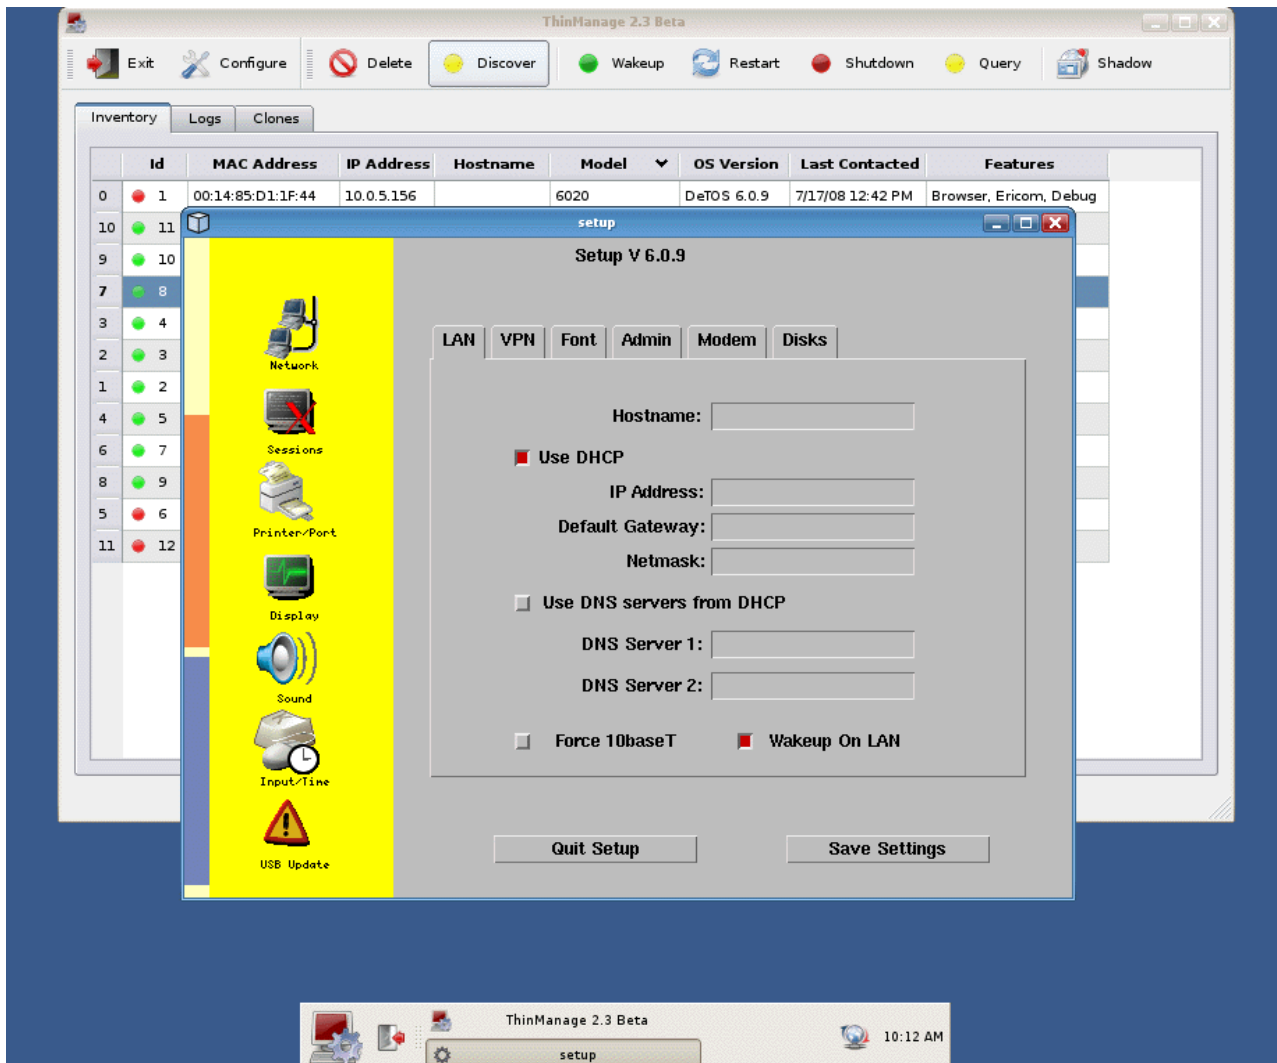 ThinManage 2.3 Beta
Exit Configure Delete Discover Wakeup Restart Shutdown Query Shadow
Inventory Logs Clones
Id MAC Address IP Address Hostname Model OS Version Last Contacted Features
0 1 00:14:85:D1:1F:44 10.0.5.156 6020 DeTOS 6.0.9 7/17/08 12:42 PM Browser, Ericom, Debug
10 11
9 10
7 8
3 4
2 3
1 2
4 5
6 7
8 9
5 6
11 12
setup
Setup V 6.0.9
Network
Sessions
Printer/Port
Display
Sound
Input/Time
USB Update
LAN VPN Font Admin Modem Disks
Hostname:
Use DHCP
IP Address:
Default Gateway:
Netmask:
Use DNS servers from DHCP
DNS Server 1:
DNS Server 2:
Force 10baseT Wakeup On LAN
Quit Setup Save Settings
ThinManage 2.3 Beta
setup
10:12 AM